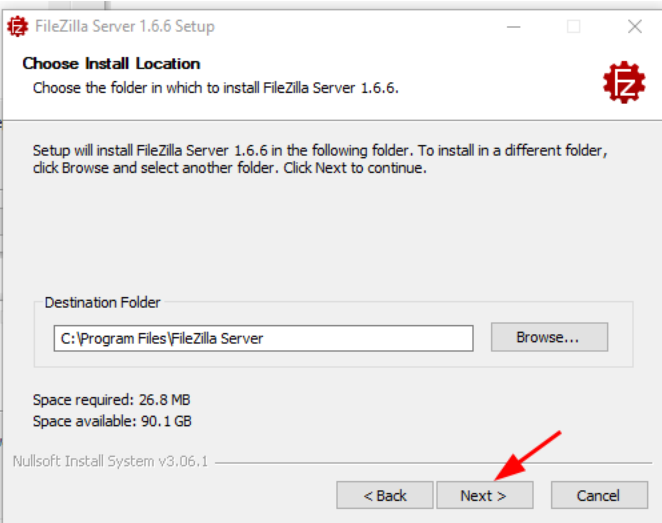 FileZilla Server 1.6.6 Setup
Choose Install Location
Choose the folder in which to install FileZilla Server 1.6.6.
Setup will install FileZilla Server 1.6.6 in the following folder. To install in a different folder,
click Browse and select another folder. Click Next to continue.
Destination Folder
C:\Program Files\FileZilla Server
Browse...
Space required: 26.8 MB
Space available: 90.1 GB
Nullsoft Install System v3.06.1
< Back
Next >
Cancel